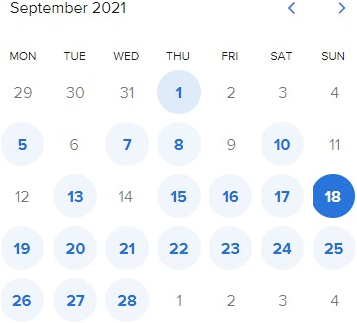 September 2021
MON TUE WED THU FRI SAT SUN
29 30 31 1 2 3 4
5 6 7 8 9 10 11
12 13 14 15 16 17 18
19 20 21 22 23 24 25
26 27 28 1 2 3 4